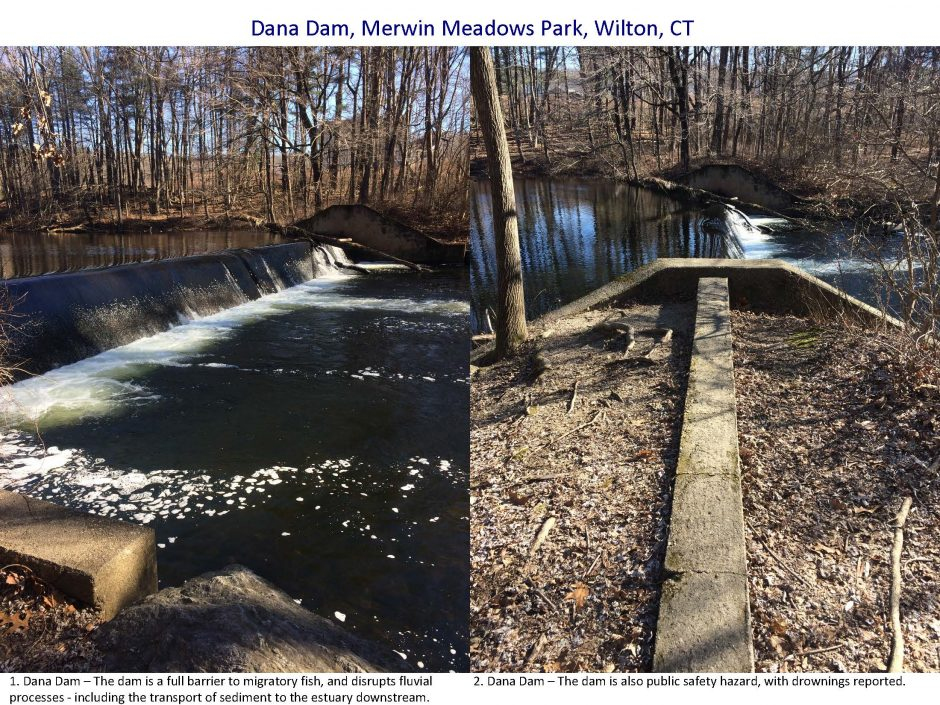 Dana Dam, Merwin Meadows Park, Wilton, CT
1. Dana Dam – The dam is a full barrier to migratory fish, and disrupts fluvial
processes - including the transport of sediment to the estuary downstream.
2. Dana Dam – The dam is also public safety hazard, with drownings reported.